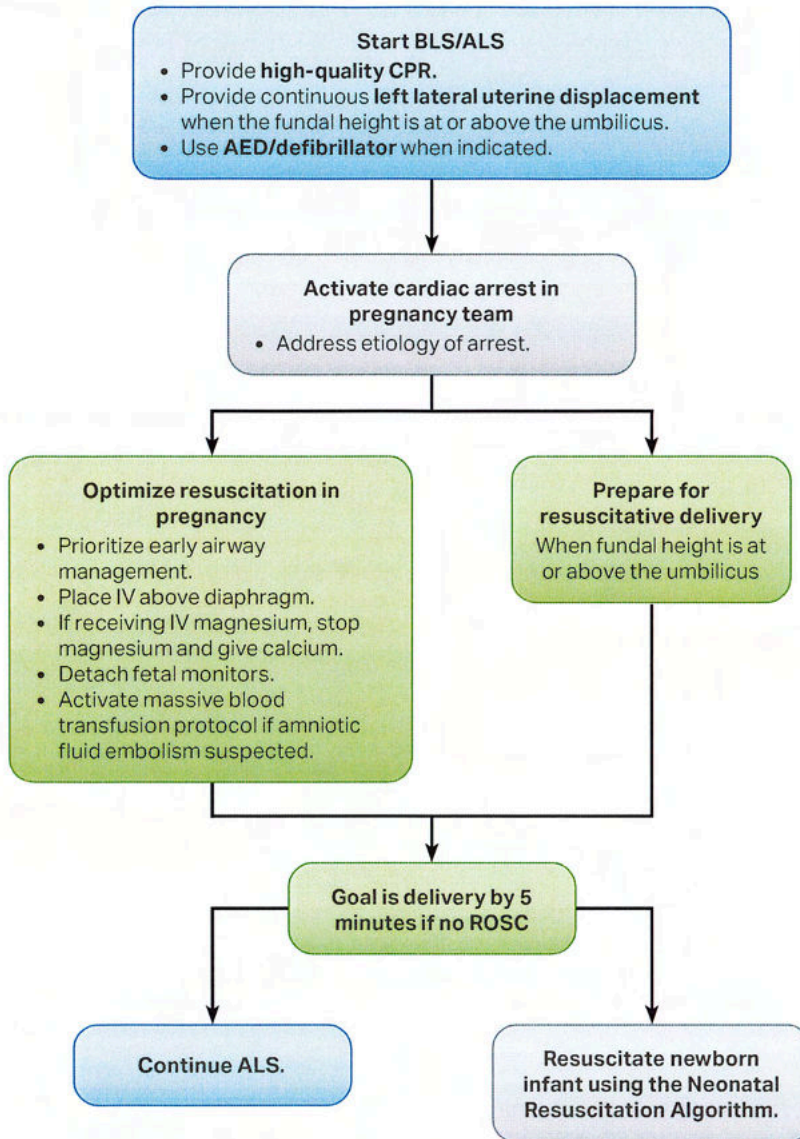 Start BLS/ALS
• Provide high-quality CPR.
• Provide continuous left lateral uterine displacement
when the fundal height is at or above the umbilicus.
• Use AED/defibrillator when indicated.
Activate cardiac arrest in
pregnancy team
• Address etiology of arrest.
Optimize resuscitation in
pregnancy
• Prioritize early airway
management.
• Place IV above diaphragm.
• If receiving IV magnesium, stop
magnesium and give calcium.
• Detach fetal monitors.
• Activate massive blood
transfusion protocol if amniotic
fluid embolism suspected.
Prepare for
resuscitative delivery
When fundal height is at
or above the umbilicus
Goal is delivery by 5
minutes if no ROSC
Continue ALS.
Resuscitate newborn
infant using the Neonatal
Resuscitation Algorithm.